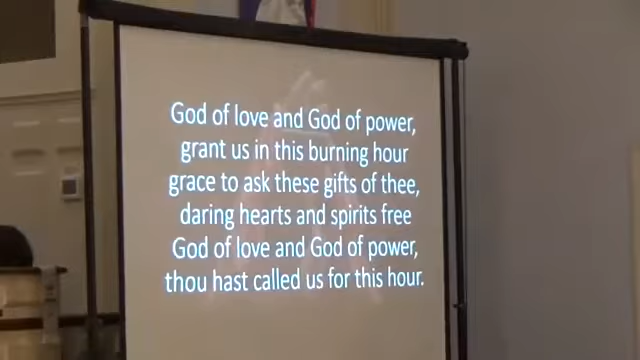 God of love and God of power,
grant us in this burning hour
grace to ask these gifts of thee,
daring hearts and spirits free
God of love and God of power,
thou hast called us for this hour.